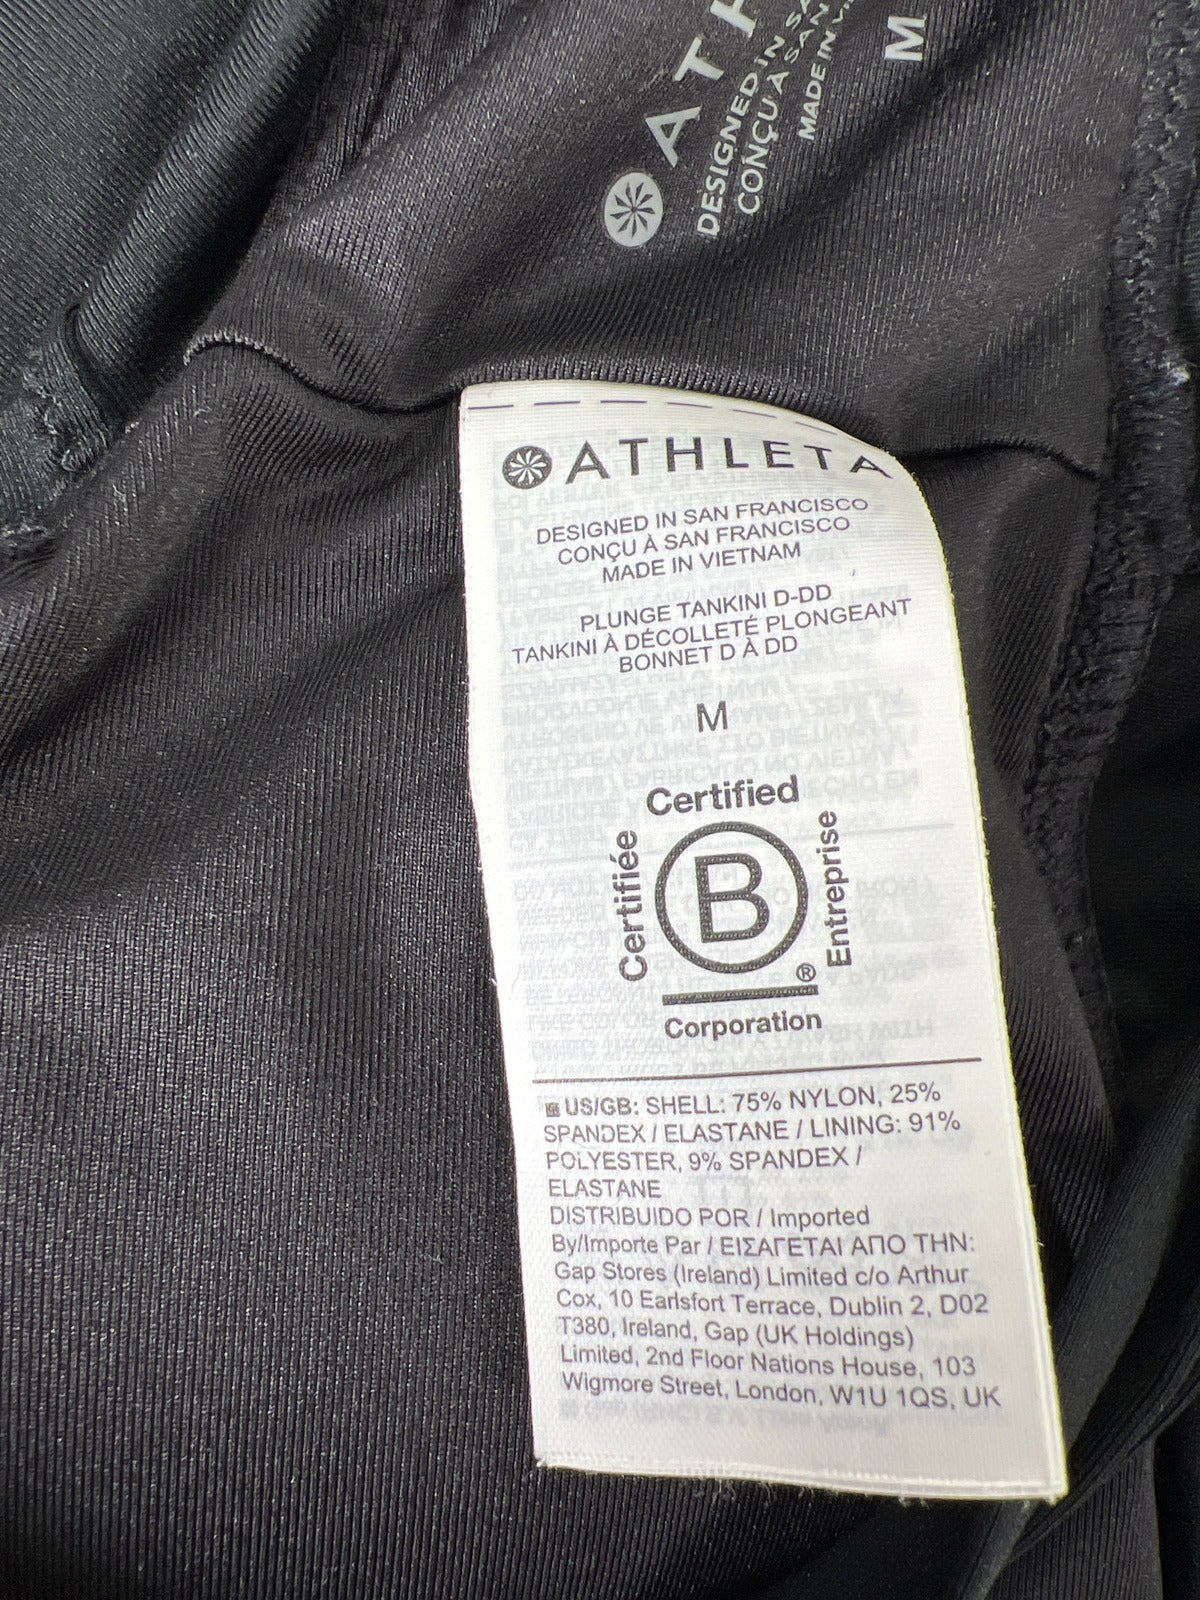 ATH
DESIGNED IN SA
CONÇU À SAN
MADE IN VI
M
ATHLETA
DESIGNED IN SAN FRANCISCO
CONÇU À SAN FRANCISCO
MADE IN VIETNAM
PLUNGE TANKINI D-DD
TANKINI À DÉCOLLETÉ PLONGEANT
BONNET D À DD
M
Certified
Certifiée
B
Entreprise
®
Corporation
US/GB: SHELL: 75% NYLON, 25%
SPANDEX / ELASTANE / LINING: 91%
POLYESTER, 9% SPANDEX /
ELASTANE
DISTRIBUIDO POR / Imported
By/Importe Par / ΕΙΣΑΓΕΤΑΙ ΑΠΟ ΤΗΝ:
Gap Stores (Ireland) Limited c/o Arthur
Cox, 10 Earlsfort Terrace, Dublin 2, D02
T380, Ireland, Gap (UK Holdings)
Limited, 2nd Floor Nations House, 103
Wigmore Street, London, W1U 1QS, UK